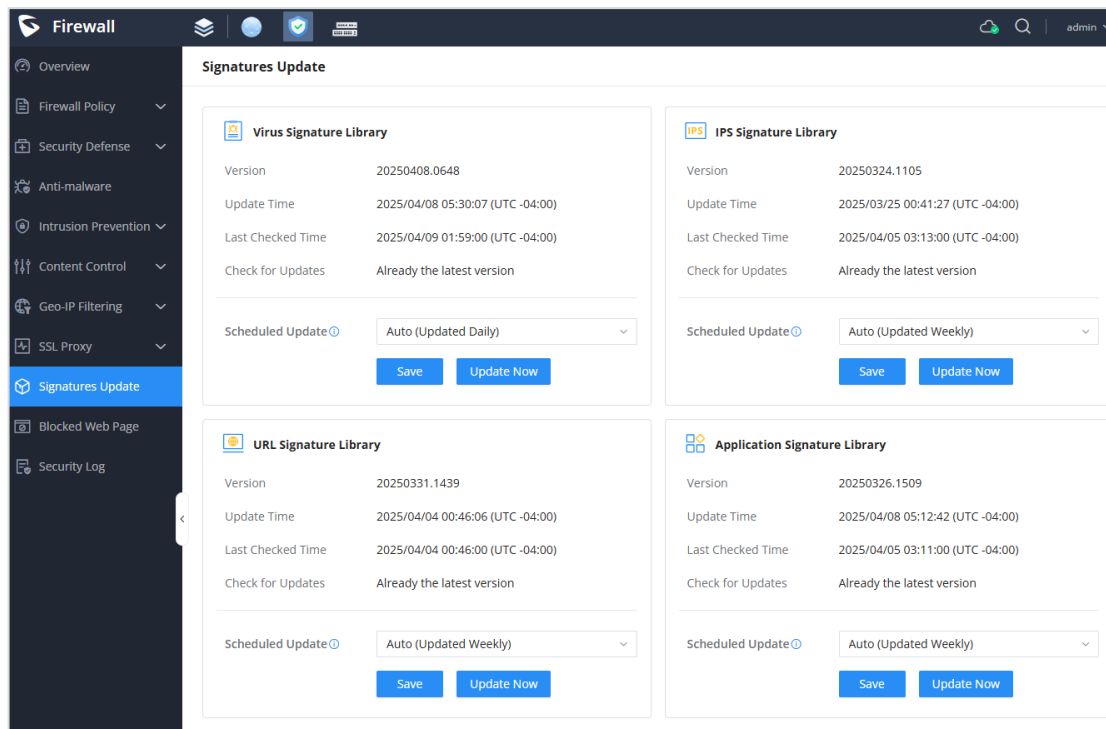 Firewall
admin
Overview
Firewall Policy
Security Defense
Anti-malware
Intrusion Prevention
Content Control
Geo-IP Filtering
SSL Proxy
Signatures Update
Blocked Web Page
Security Log
Signatures Update
Virus Signature Library
Version 20250408.0648
Update Time 2025/04/08 05:30:07 (UTC -04:00)
Last Checked Time 2025/04/09 01:59:00 (UTC -04:00)
Check for Updates Already the latest version
Scheduled Update Auto (Updated Daily)
Save Update Now
IPS IPS Signature Library
Version 20250324.1105
Update Time 2025/03/25 00:41:27 (UTC -04:00)
Last Checked Time 2025/04/05 03:13:00 (UTC -04:00)
Check for Updates Already the latest version
Scheduled Update Auto (Updated Weekly)
Save Update Now
URL Signature Library
Version 20250331.1439
Update Time 2025/04/04 00:46:06 (UTC -04:00)
Last Checked Time 2025/04/04 00:46:00 (UTC -04:00)
Check for Updates Already the latest version
Scheduled Update Auto (Updated Weekly)
Save Update Now
Application Signature Library
Version 20250326.1509
Update Time 2025/04/08 05:12:42 (UTC -04:00)
Last Checked Time 2025/04/05 03:11:00 (UTC -04:00)
Check for Updates Already the latest version
Scheduled Update Auto (Updated Weekly)
Save Update Now